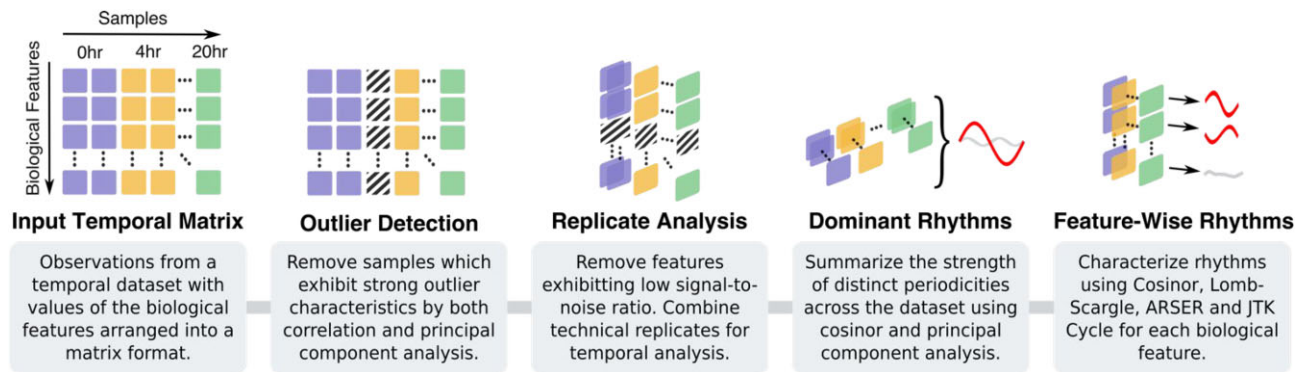 Samples
0hr 4hr 20hr
Biological Features
Input Temporal Matrix
Observations from a
temporal dataset with
values of the biological
features arranged into a
matrix format.
Outlier Detection
Remove samples which
exhibit strong outlier
characteristics by both
correlation and principal
component analysis.
Replicate Analysis
Remove features
exhibitting low signal-to-
noise ratio. Combine
technical replicates for
temporal analysis.
Dominant Rhythms
Summarize the strength
of distinct periodicities
across the dataset using
cosinor and principal
component analysis.
Feature-Wise Rhythms
Characterize rhythms
using Cosinor, Lomb-
Scargle, ARSER and JTK
Cycle for each biological
feature.